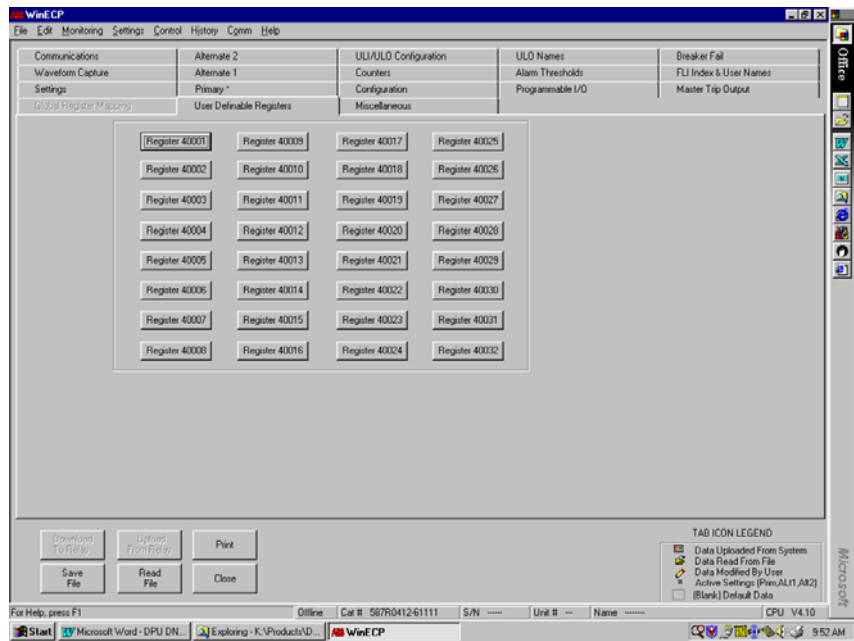 WinECP
File Edit Monitoring Settings Control History Comm Help
Communications Alternate 2 ULI/ULO Configuration ULO Names Breaker Fail
Waveform Capture Alternate 1 Counters Alarm Thresholds FLI Index & User Names
Settings Primary * Configuration Programmable I/O Master Trip Output
Global Register Mapping User Definable Registers Miscellaneous
Register 40001 Register 40009 Register 40017 Register 40025
Register 40002 Register 40010 Register 40018 Register 40026
Register 40003 Register 40011 Register 40019 Register 40027
Register 40004 Register 40012 Register 40020 Register 40028
Register 40005 Register 40013 Register 40021 Register 40029
Register 40006 Register 40014 Register 40022 Register 40030
Register 40007 Register 40015 Register 40023 Register 40031
Register 40008 Register 40016 Register 40024 Register 40032
Download To Relay
Upload From Relay
Print
Save File
Read File
Close
TAB ICON LEGEND
Data Uploaded From System
Data Read From File
Data Modified By User
* Active Settings (Prim,Alt1,Alt2)
(Blank) Default Data
For Help, press F1 Offline Cat # 587R0412-61111 S/N ----- Unit # --- Name -------- CPU V4.10
Start Microsoft Word - DPU DN... Exploring - K:\Products\D... WinECP 9:52 AM
Office
Microsoft